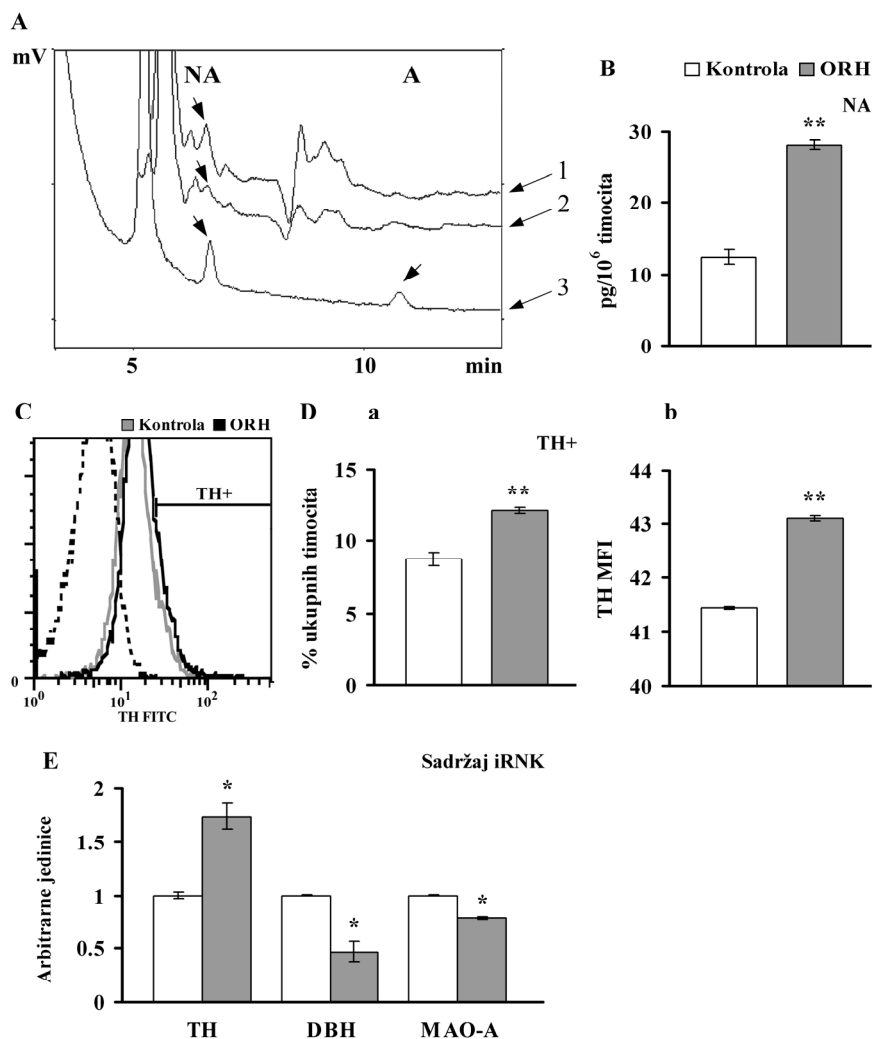 A
mV
NA
A
1
2
3
5
10
min
B
Kontrola
ORH
NA
**
pg/10⁶ timocita
30
20
10
0
C
Kontrola
ORH
TH+
0
10⁰
10¹
10²
TH FITC
D
a
TH+
**
% ukupnih timocita
15
10
5
0
b
**
TH MFI
44
43
42
41
40
E
Sadržaj iRNK
Arbitrarne jedinice
2
1.5
1
0.5
0
*
*
*
TH
DBH
MAO-A